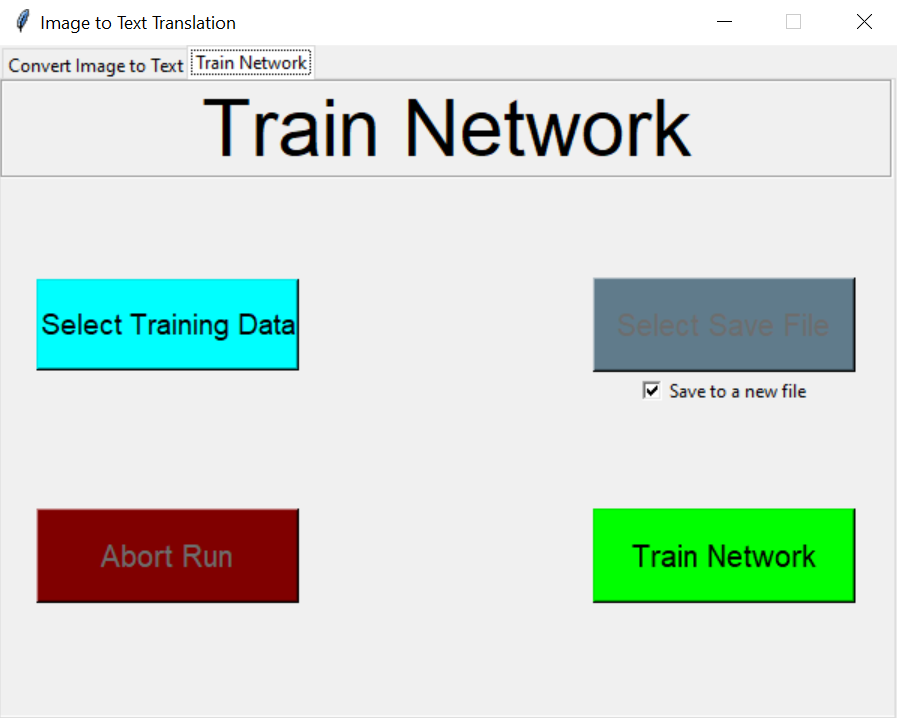 Image to Text Translation
Convert Image to Text Train Network
Train Network
Select Training Data
Select Save File
Save to a new file
Abort Run
Train Network